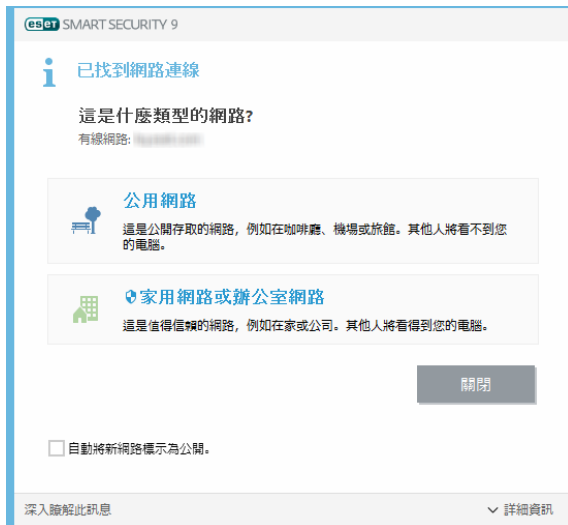 eset SMART SECURITY 9
已找到網路連線
這是什麼類型的網路?
有線網路:
公用網路
這是公開存取的網路，例如在咖啡廳、機場或旅館。其他人將看不到您
的電腦。
家用網路或辦公室網路
這是值得信賴的網路，例如在家或公司。其他人將看得到您的電腦。
關閉
自動將新網路標示為公開。
深入瞭解此訊息
詳細資訊